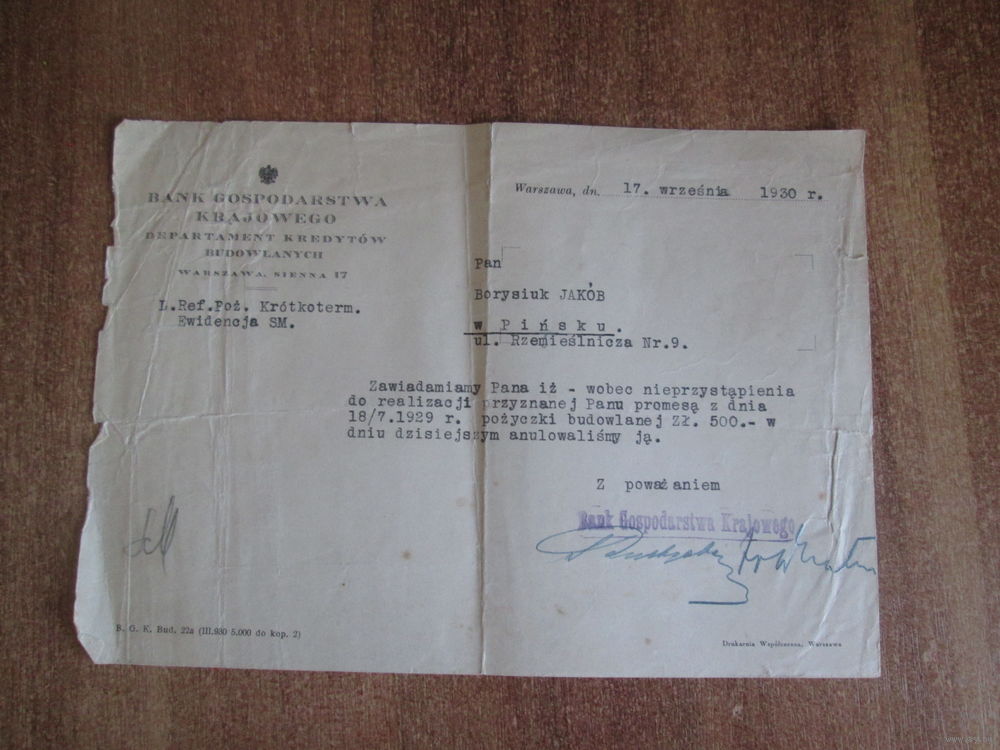 BANK GOSPODARSTWA
KRAJOWEGO
DEPARTAMENT KREDYTÓW
BUDOWLANYCH
WARSZAWA, SIENNA 17
L.Ref.Poż. Krótkoterm.
Ewidencja SM.
Warszawa, dn. 17. września 1930 r.
Pan
Borysiuk JAKÓB
w Pińsku.
ul. Rzemieślnicza Nr.9.
Zawiadamiamy Pana iż - wobec nieprzystąpienia
do realizacji przyznanej Panu promesą z dnia
18/7.1929 r. pożyczki budowlanej Zł. 500.- w
dniu dzisiejszym anulowaliśmy ją.
Z poważaniem
Bank Gospodarstwa Krajowego
B. G. K. Bud. 22a (III.930 5.000 do kop. 2)
Drukarnia Współczesna, Warszawa